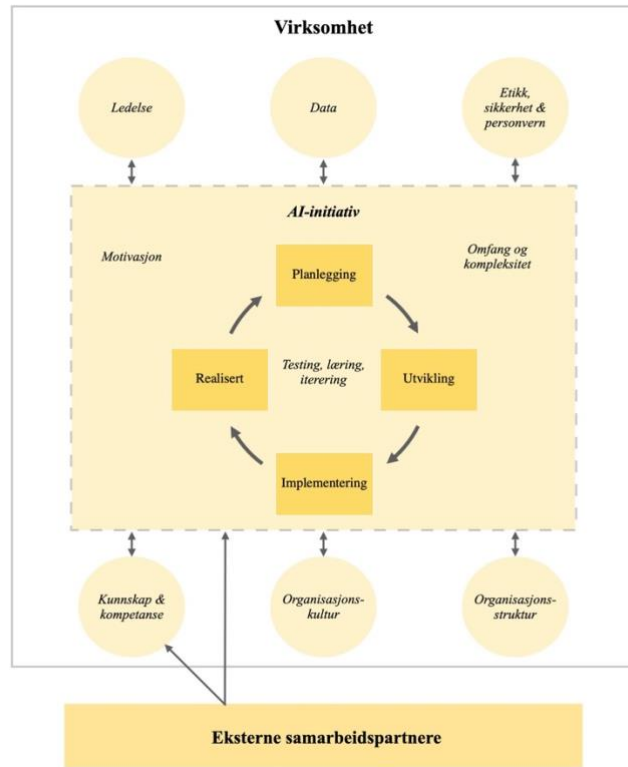 Virksomhet
Ledelse
Data
Etikk,
sikkerhet &
personvern
AI-initiativ
Motivasjon
Omfang og
kompleksitet
Planlegging
Realisert
Testing, læring,
iterering
Utvikling
Implementering
Kunnskap &
kompetanse
Organisasjons-
kultur
Organisasjons-
struktur
Eksterne samarbeidspartnere